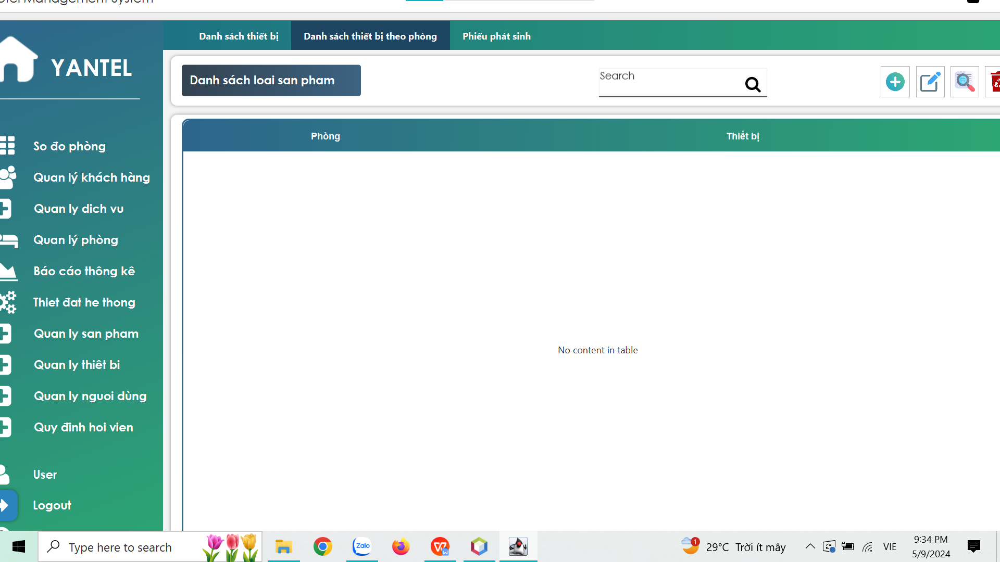 Management System
Danh sách thiết bị
Danh sách thiết bị theo phòng
Phiếu phát sinh
YANTEL
Danh sách loai san pham
Search
Phòng
Thiết bị
So đo phòng
Quan lý khách hàng
Quan ly dich vu
Quan lý phòng
Báo cáo thông kê
Thiet đat he thong
Quan ly san pham
Quan ly thiêt bi
Quan ly nguoi dùng
Quy đinh hoi vien
No content in table
User
Logout
Type here to search
Zalo
1
29°C Trời ít mây
VIE
9:34 PM
5/9/2024